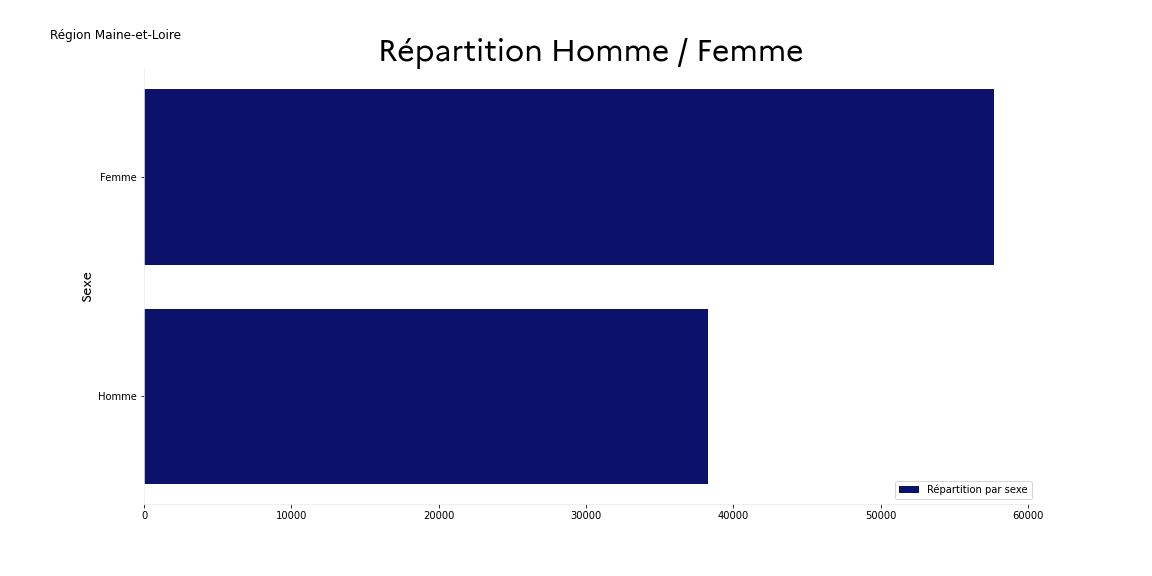 Région Maine-et-Loire
Répartition Homme / Femme
Femme
Sexe
Homme
Répartition par sexe
0 10000 20000 30000 40000 50000 60000